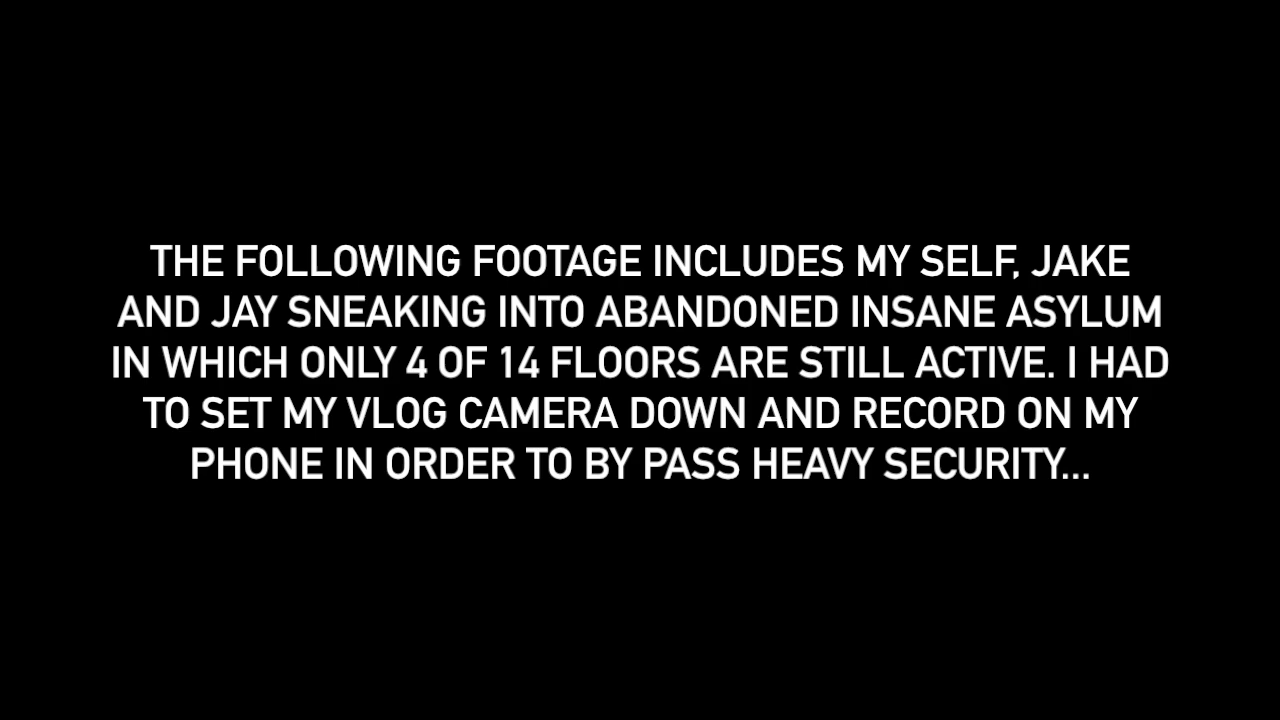 THE FOLLOWING FOOTAGE INCLUDES MY SELF, JAKE
AND JAY SNEAKING INTO ABANDONED INSANE ASYLUM
IN WHICH ONLY 4 OF 14 FLOORS ARE STILL ACTIVE. I HAD
TO SET MY VLOG CAMERA DOWN AND RECORD ON MY
PHONE IN ORDER TO BY PASS HEAVY SECURITY...